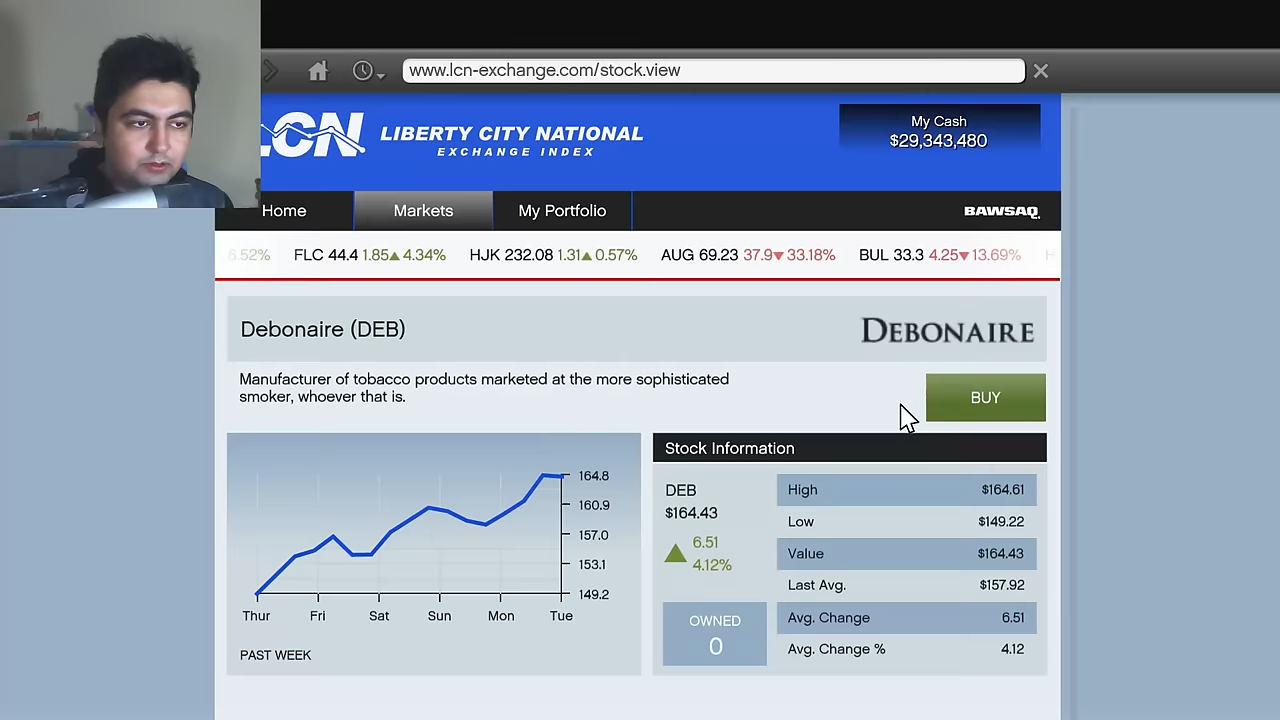 www.lcn-exchange.com/stock.view
LCN LIBERTY CITY NATIONAL
EXCHANGE INDEX
My Cash
$29,343,480
Home Markets My Portfolio BAWSAQ
6.52% FLC 44.4 1.85▲ 4.34% HJK 232.08 1.31▲ 0.57% AUG 69.23 37.9▼ 33.18% BUL 33.3 4.25▼ 13.69%
Debonaire (DEB) DEBONAIRE
Manufacturer of tobacco products marketed at the more sophisticated
smoker, whoever that is.
BUY
164.8
160.9
157.0
153.1
149.2
Thur Fri Sat Sun Mon Tue
PAST WEEK
Stock Information
DEB
$164.43
6.51
4.12%
OWNED
0
High $164.61
Low $149.22
Value $164.43
Last Avg. $157.92
Avg. Change 6.51
Avg. Change % 4.12